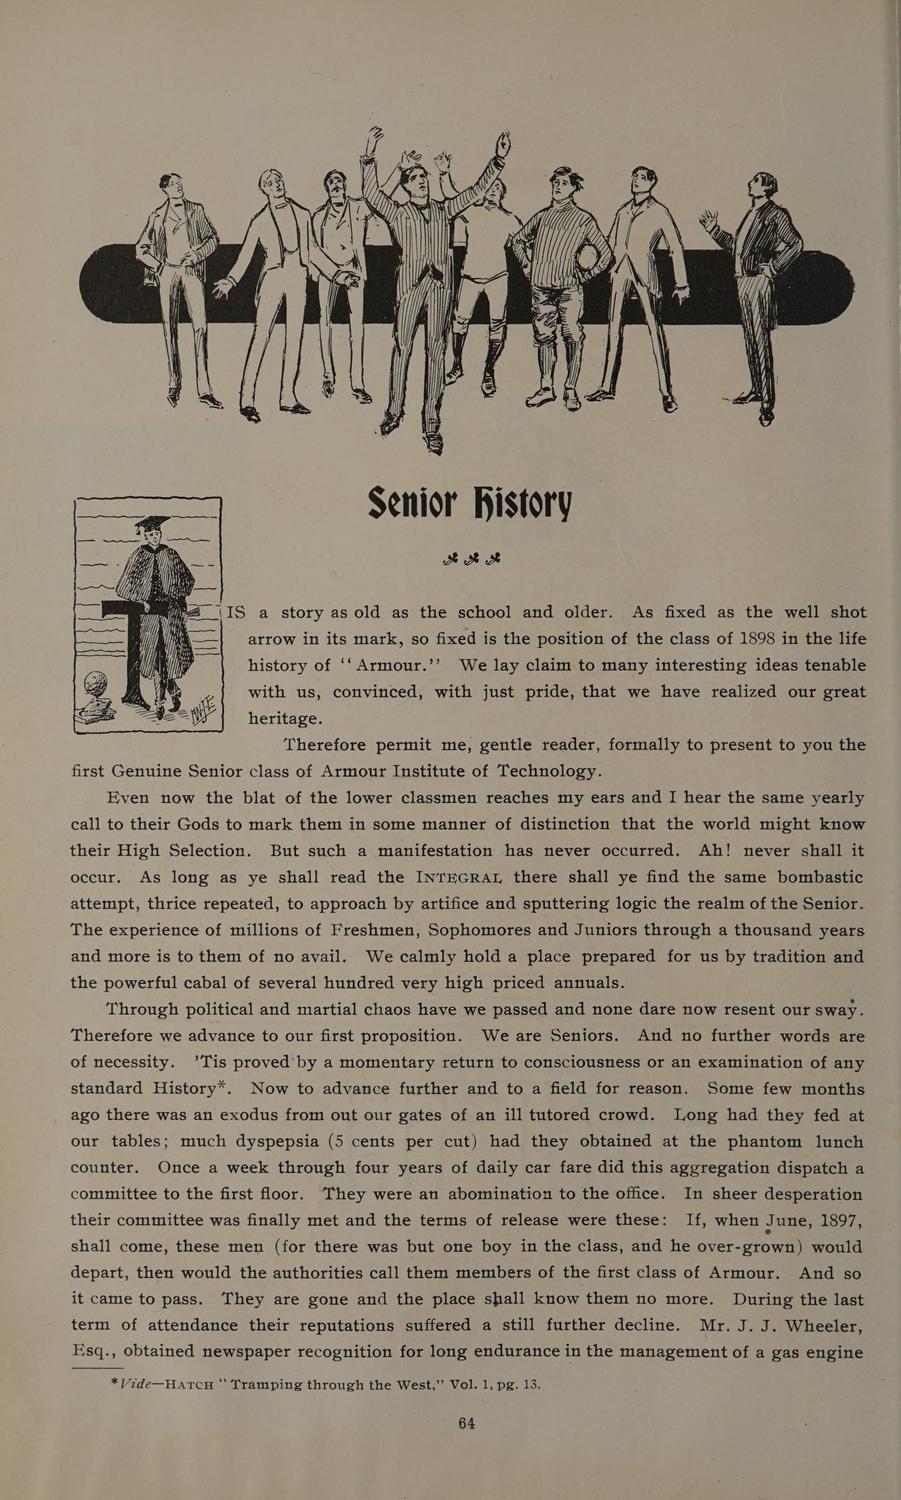 Senior History
TIS a story as old as the school and older. As fixed as the well shot
arrow in its mark, so fixed is the position of the class of 1898 in the life
history of “Armour.” We lay claim to many interesting ideas tenable
with us, convinced, with just pride, that we have realized our great
heritage.
Therefore permit me, gentle reader, formally to present to you the
first Genuine Senior class of Armour Institute of Technology.
Even now the blat of the lower classmen reaches my ears and I hear the same yearly
call to their Gods to mark them in some manner of distinction that the world might know
their High Selection. But such a manifestation has never occurred. Ah! never shall it
occur. As long as ye shall read the INTEGRAL there shall ye find the same bombastic
attempt, thrice repeated, to approach by artifice and sputtering logic the realm of the Senior.
The experience of millions of Freshmen, Sophomores and Juniors through a thousand years
and more is to them of no avail. We calmly hold a place prepared for us by tradition and
the powerful cabal of several hundred very high priced annuals.
Through political and martial chaos have we passed and none dare now resent our sway.
Therefore we advance to our first proposition. We are Seniors. And no further words are
of necessity. ’Tis proved by a momentary return to consciousness or an examination of any
standard History*. Now to advance further and to a field for reason. Some few months
ago there was an exodus from out our gates of an ill tutored crowd. Long had they fed at
our tables; much dyspepsia (5 cents per cut) had they obtained at the phantom lunch
counter. Once a week through four years of daily car fare did this aggregation dispatch a
committee to the first floor. They were an abomination to the office. In sheer desperation
their committee was finally met and the terms of release were these: If, when June, 1897,
shall come, these men (for there was but one boy in the class, and he over-grown) would
depart, then would the authorities call them members of the first class of Armour. And so
it came to pass. They are gone and the place shall know them no more. During the last
term of attendance their reputations suffered a still further decline. Mr. J. J. Wheeler,
Esq., obtained newspaper recognition for long endurance in the management of a gas engine
*Vide—HATCH “Tramping through the West,” Vol. 1, pg. 13.
64